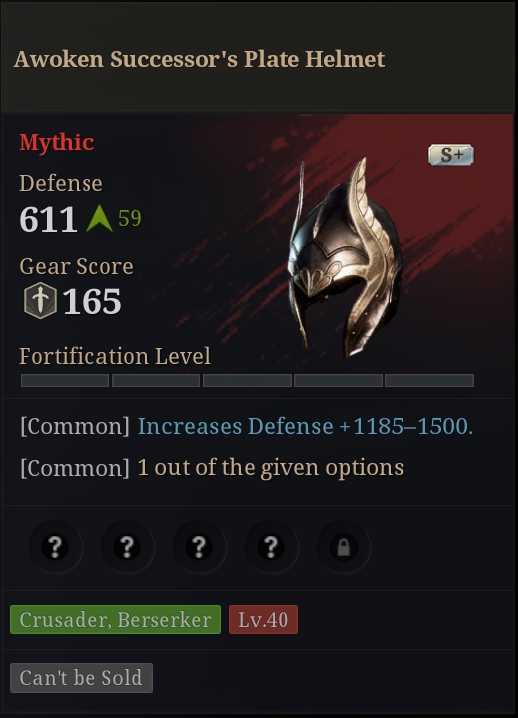 Awoken Successor's Plate Helmet
Mythic
S+
Defense
611 59
Gear Score
165
Fortification Level
[Common] Increases Defense +1185–1500.
[Common] 1 out of the given options
? ? ? ?
Crusader, Berserker Lv.40
Can't be Sold